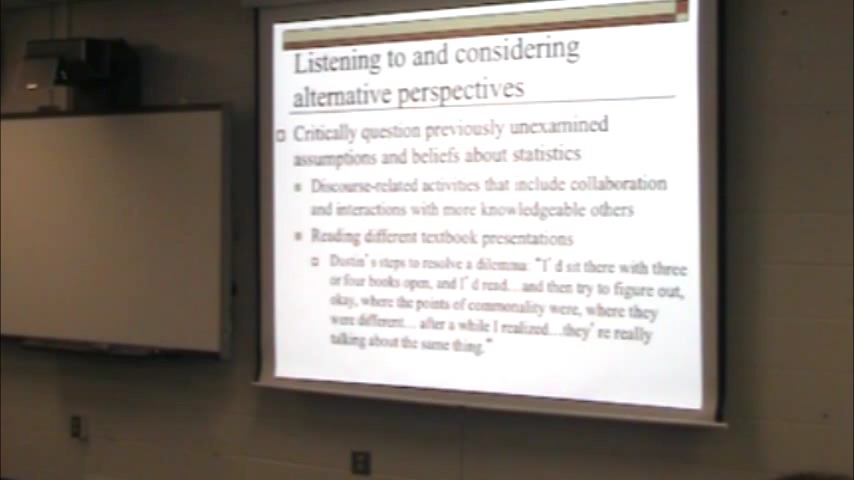 Listening to and considering
alternative perspectives
Critically question previously unexamined
assumptions and beliefs about statistics
Discourse-related activities that include collaboration
and interactions with more knowledgeable others
Reading different textbook presentations
Dustin's steps to resolve a dilemma: "I'd sit there with three
or four books open, and I'd read... and then try to figure out,
okay, where the points of commonality were, where they
were different... after a while I realized...they're really
talking about the same thing."